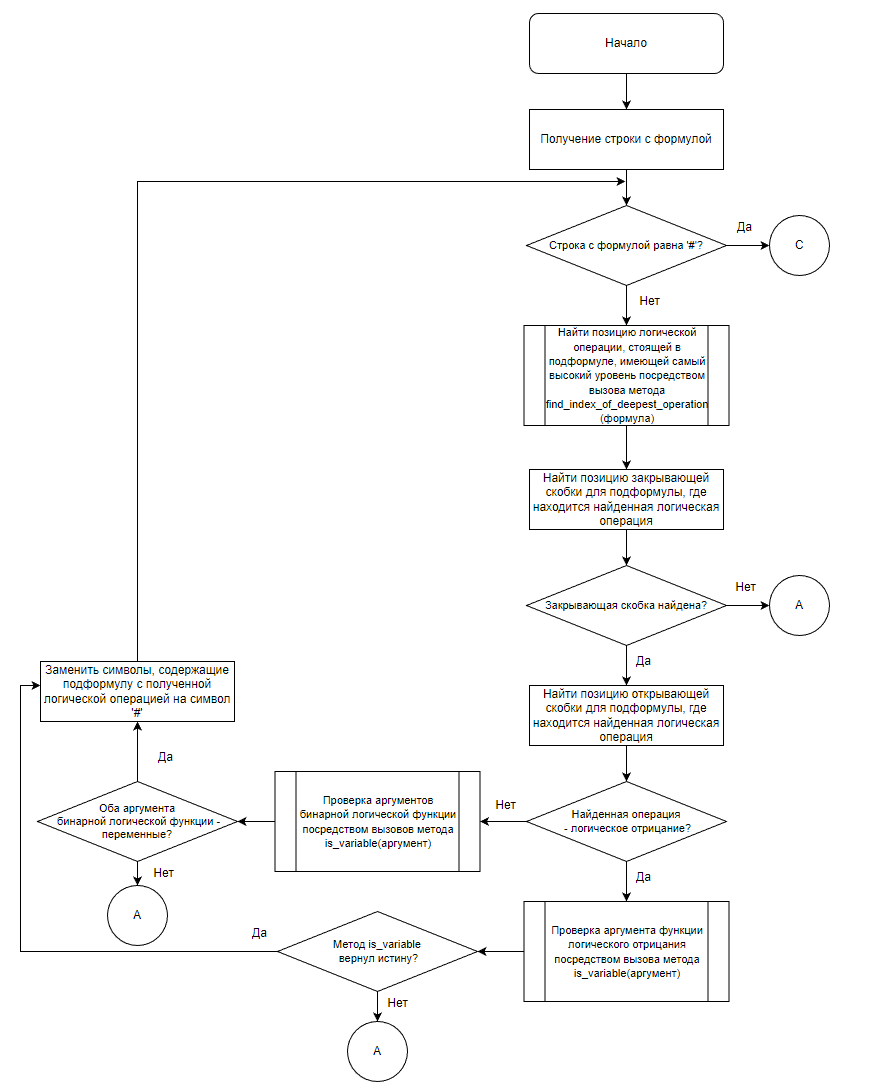 Начало
Получение строки с формулой
Строка с формулой равна '#'?
Да
С
Нет
Найти позицию логической
операции, стоящей в
подформуле, имеющей самый
высокий уровень посредством
вызова метода
find_index_of_deepest_operation
(формула)
Найти позицию закрывающей
скобки для подформулы, где
находится найденная логическая
операция
Закрывающая скобка найдена?
Нет
А
Да
Найти позицию открывающей
скобки для подформулы, где
находится найденная логическая
операция
Найденная операция
- логическое отрицание?
Нет
Да
Проверка аргументов
бинарной логической функции
посредством вызовов метода
is_variable(аргумент)
Оба аргумента
бинарной логической функции -
переменные?
Да
Заменить символы, содержащие
подформулу с полученной
логической операцией на символ
'#'
Нет
А
Проверка аргумента функции
логического отрицания
посредством вызова метода
is_variable(аргумент)
Метод is_variable
вернул истину?
Да
Нет
А